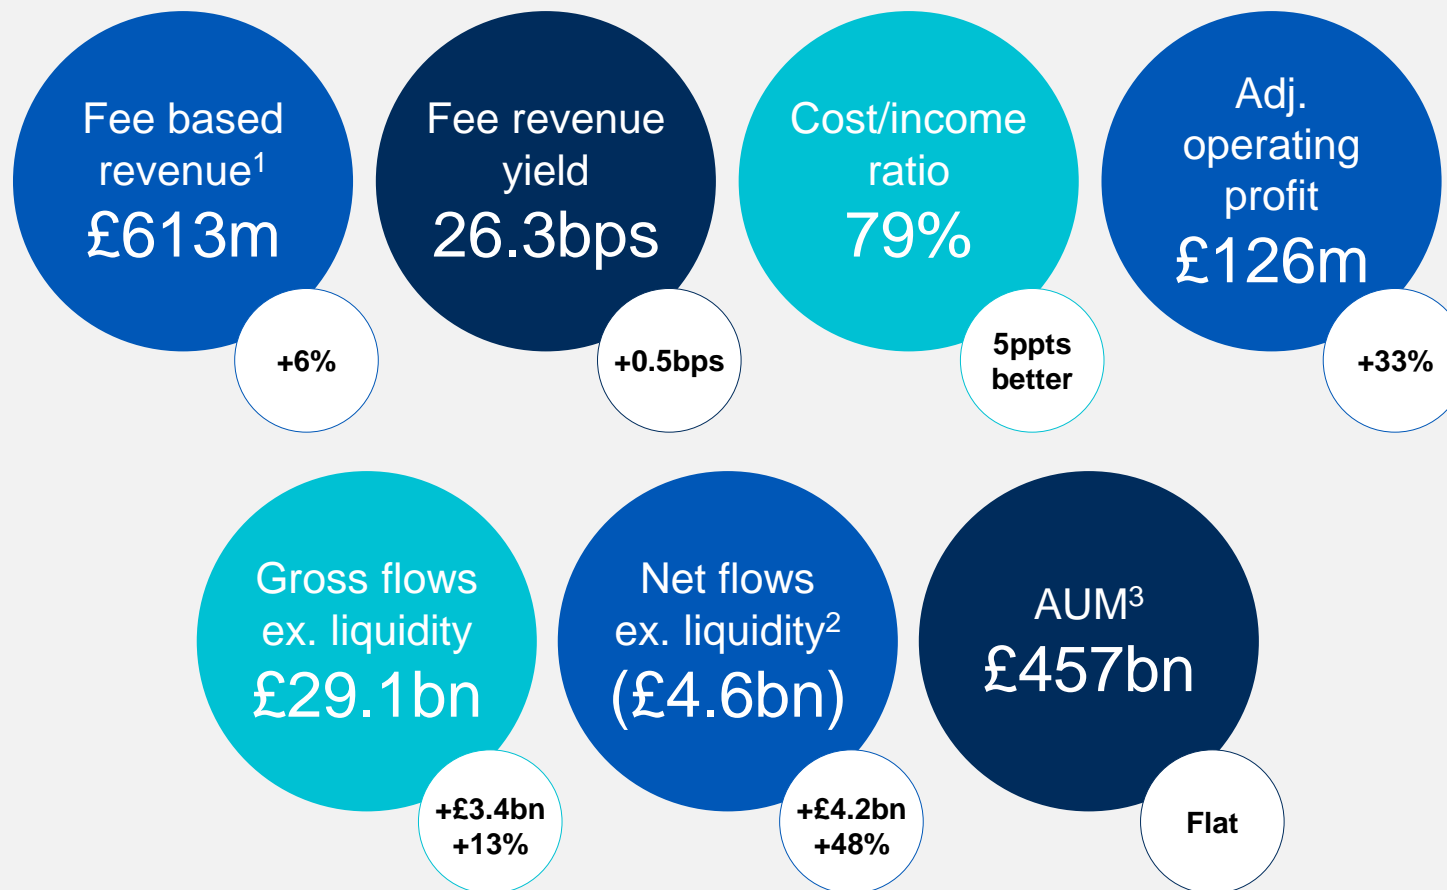 Fee based
revenue¹
£613m
+6%
Fee revenue
yield
26.3bps
+0.5bps
Cost/income
ratio
79%
5ppts
better
Adj.
operating
profit
£126m
+33%
Gross flows
ex. liquidity
£29.1bn
+£3.4bn
+13%
Net flows
ex. liquidity²
(£4.6bn)
+£4.2bn
+48%
AUM³
£457bn
Flat